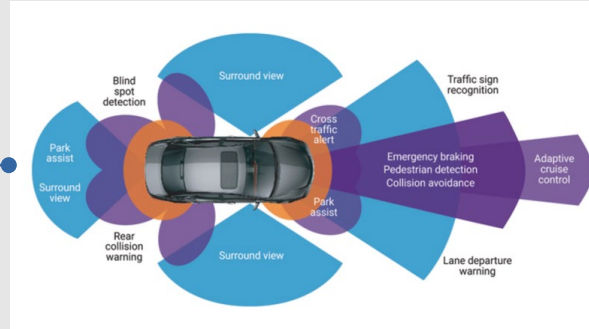 Surround view
Blind
spot
detection
Traffic sign
recognition
Cross
traffic
alert
Park
assist
Surround
view
Emergency braking
Pedestrian detection
Collision avoidance
Adaptive
cruise
control
Park
assist
Rear
collision
warning
Surround view
Lane departure
warning